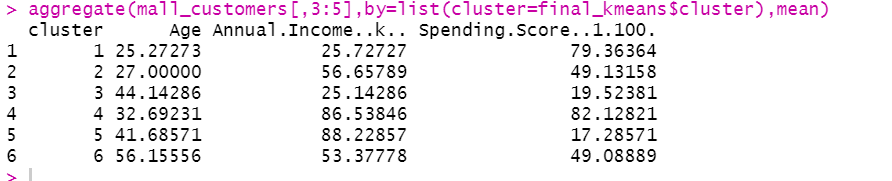 > aggregate(mall_customers[,3:5],by=list(cluster=final_kmeans$cluster),mean)
  cluster      Age Annual.Income..k.. Spending.Score..1.100.
1       1 25.27273           25.72727               79.36364
2       2 27.00000           56.65789               49.13158
3       3 44.14286           25.14286               19.52381
4       4 32.69231           86.53846               82.12821
5       5 41.68571           88.22857               17.28571
6       6 56.15556           53.37778               49.08889
>